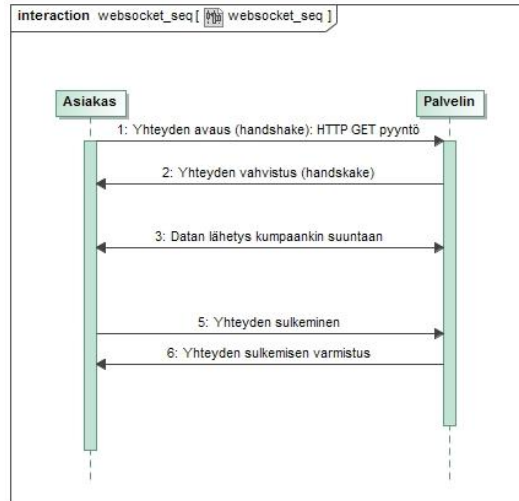 interaction websocket_seq [ websocket_seq ]
Asiakas
Palvelin
1: Yhteyden avaus (handshake): HTTP GET pyyntö
2: Yhteyden vahvistus (handskake)
3: Datan lähetys kumpaankin suuntaan
5: Yhteyden sulkeminen
6: Yhteyden sulkemisen varmistus